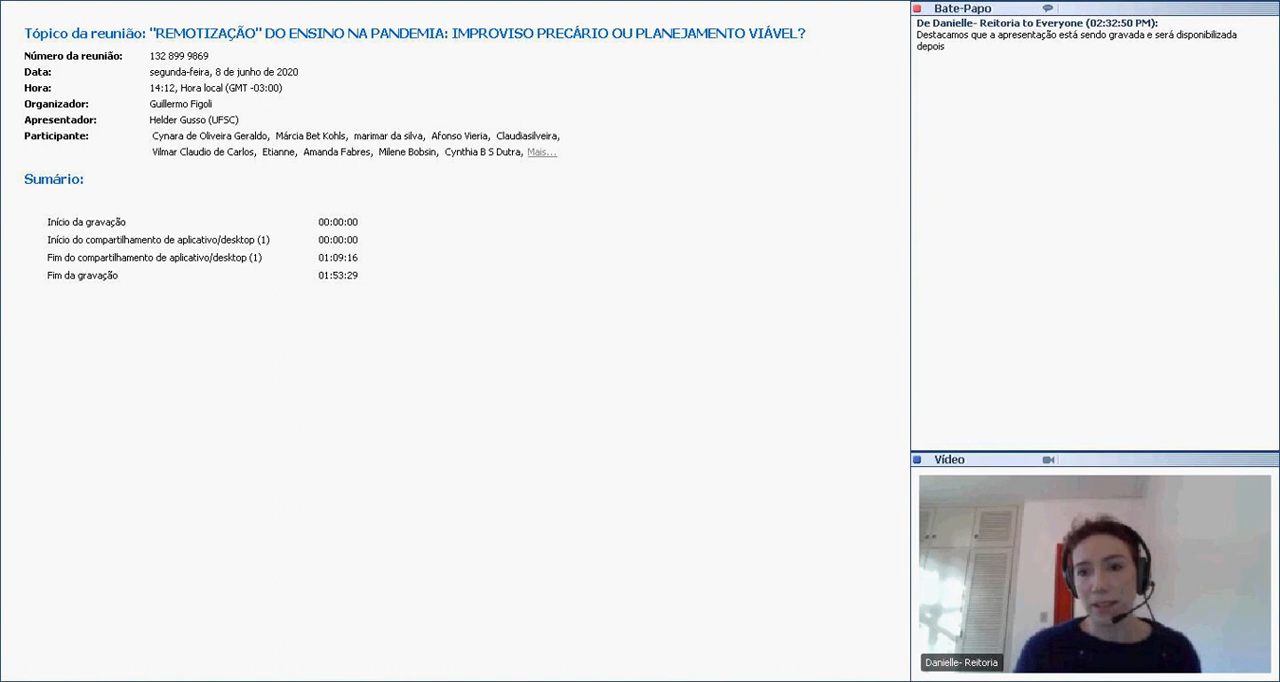 Tópico da reunião: "REMOTIZAÇÃO" DO ENSINO NA PANDEMIA: IMPROVISO PRECÁRIO OU PLANEJAMENTO VIÁVEL?
Número da reunião: 132 899 9869
Data: segunda-feira, 8 de junho de 2020
Hora: 14:12, Hora local (GMT -03:00)
Organizador: Guillermo Figoli
Apresentador: Helder Gusso (UFSC)
Participante: Cynara de Oliveira Geraldo, Márcia Bet Kohls, marimar da silva, Afonso Vieria, Claudiasilveira,
Vilmar Claudio de Carlos, Etianne, Amanda Fabres, Milene Bobsin, Cynthia B S Dutra, Mais...
Sumário:
Início da gravação 00:00:00
Início do compartilhamento de aplicativo/desktop (1) 00:00:00
Fim do compartilhamento de aplicativo/desktop (1) 01:09:16
Fim da gravação 01:53:29
Bate-Papo
De Danielle- Reitoria to Everyone (02:32:50 PM):
Destacamos que a apresentação está sendo gravada e será disponibilizada
depois
Vídeo
Danielle- Reitoria